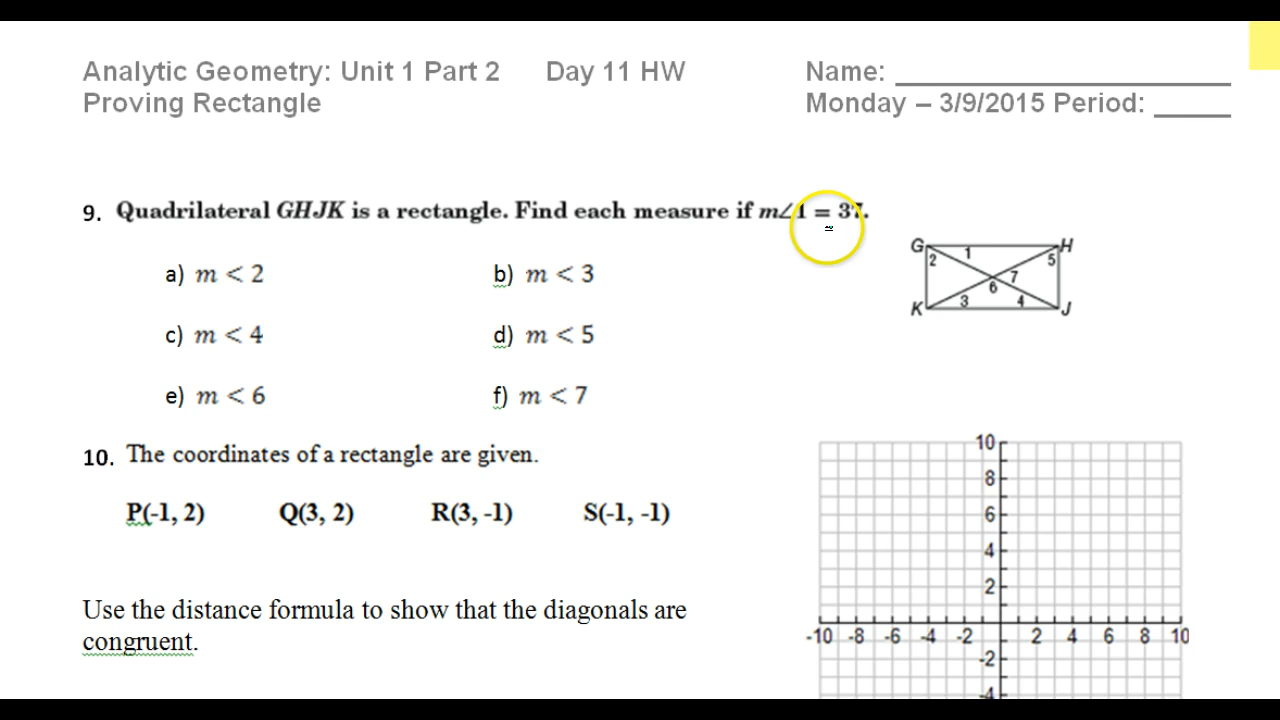 Analytic Geometry: Unit 1 Part 2 Day 11 HW Name: ____________________
Proving Rectangle Monday – 3/9/2015 Period: _____
9. Quadrilateral GHJK is a rectangle. Find each measure if m∠1 = 37.
G H
1
2 5
7
6
3 4
K J
a) m < 2 b) m < 3
c) m < 4 d) m < 5
e) m < 6 f) m < 7
10. The coordinates of a rectangle are given.
P(-1, 2) Q(3, 2) R(3, -1) S(-1, -1)
Use the distance formula to show that the diagonals are
congruent.
10
8
6
4
2
-10 -8 -6 -4 -2 2 4 6 8 10
-2
-4